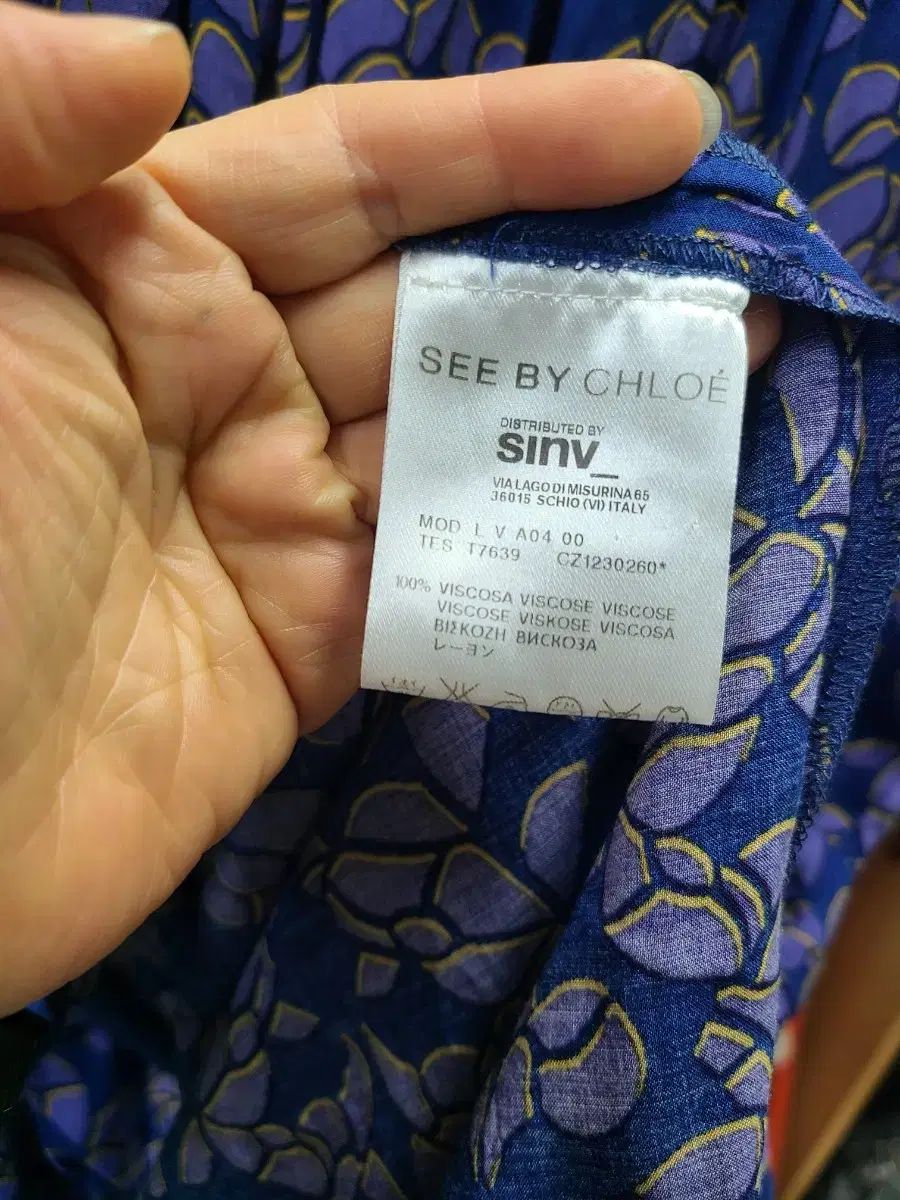 SEE BY CHLOÉ
DISTRIBUTED BY
sinv_
VIA LAGO DI MISURINA 65
36015 SCHIO (VI) ITALY
MOD L V A04 00
TES T7639 CZ1230260*
100% VISCOSA VISCOSE VISCOSE
VISCOSE VISKOSE VISCOSA
ΒΙΣΚΟΖΗ ВИСКОЗА
レーヨン